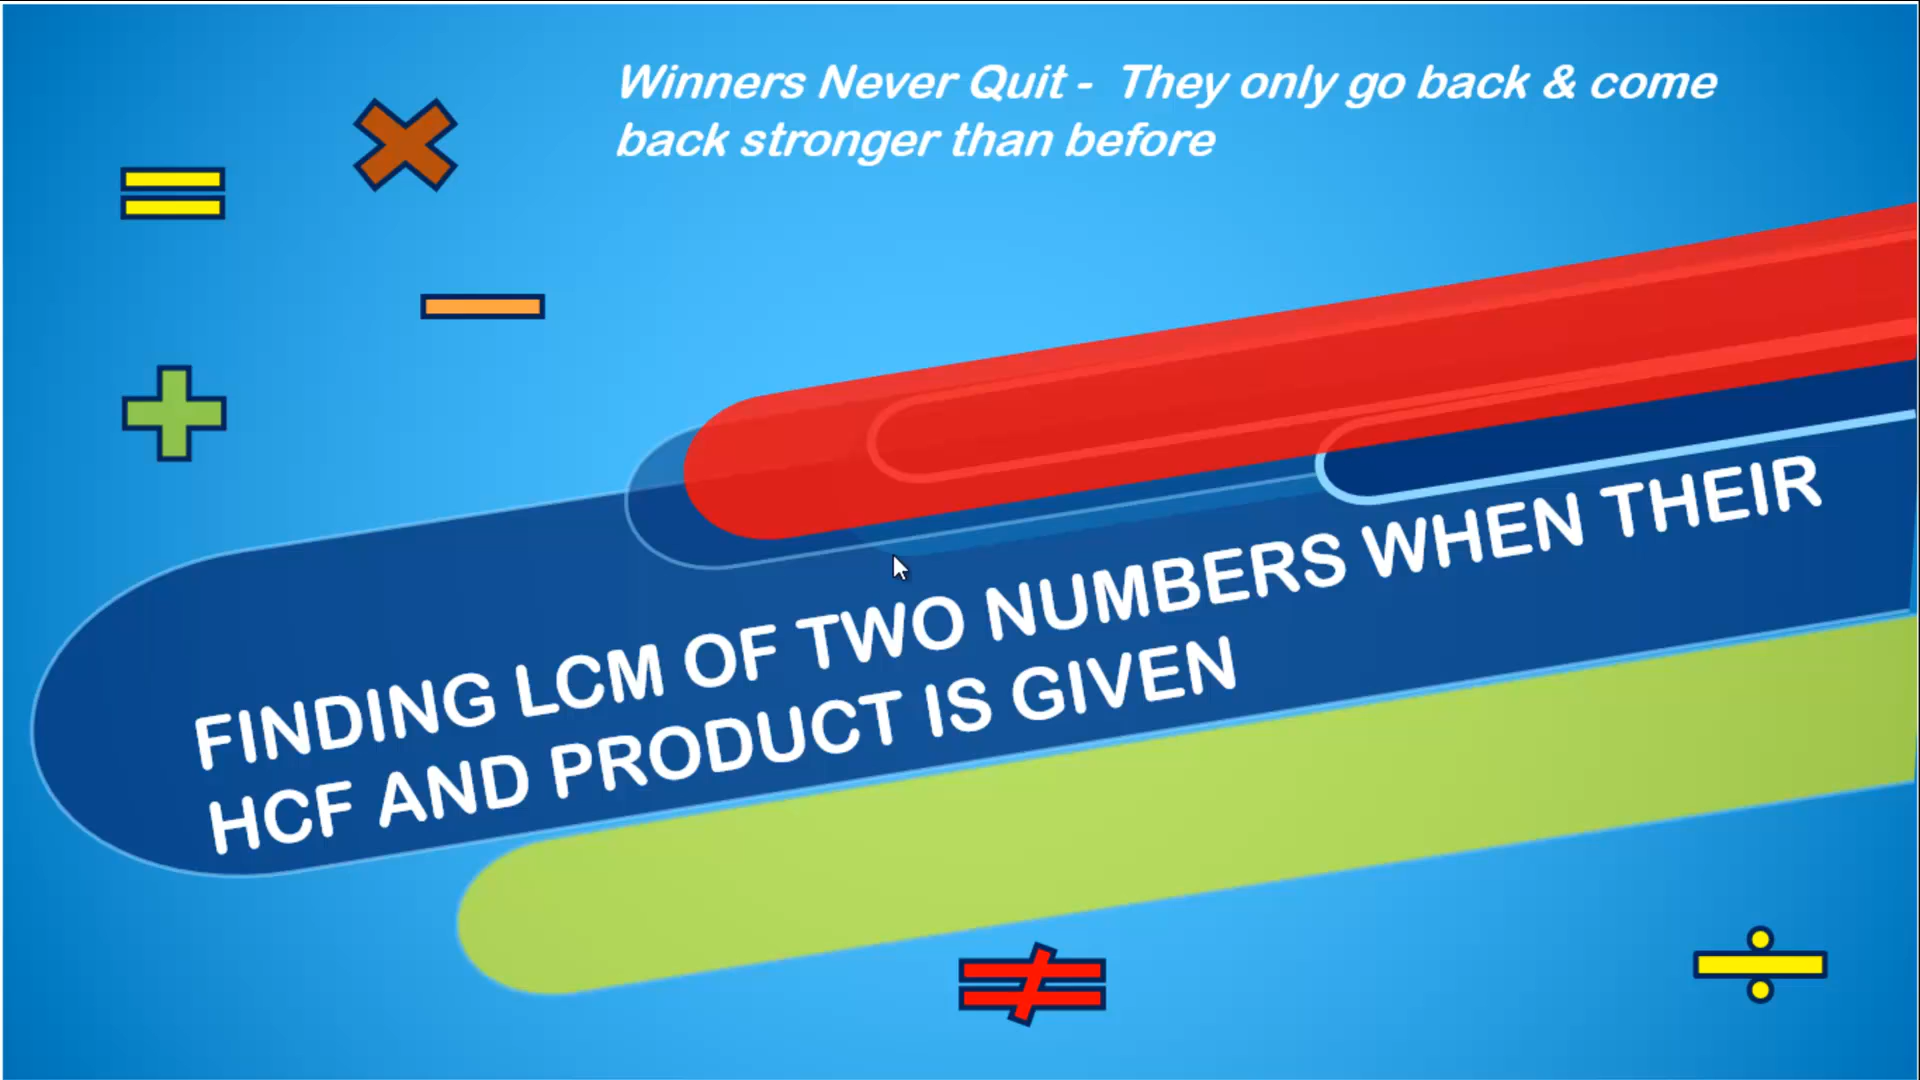 Winners Never Quit - They only go back & come
back stronger than before
FINDING LCM OF TWO NUMBERS WHEN THEIR
HCF AND PRODUCT IS GIVEN